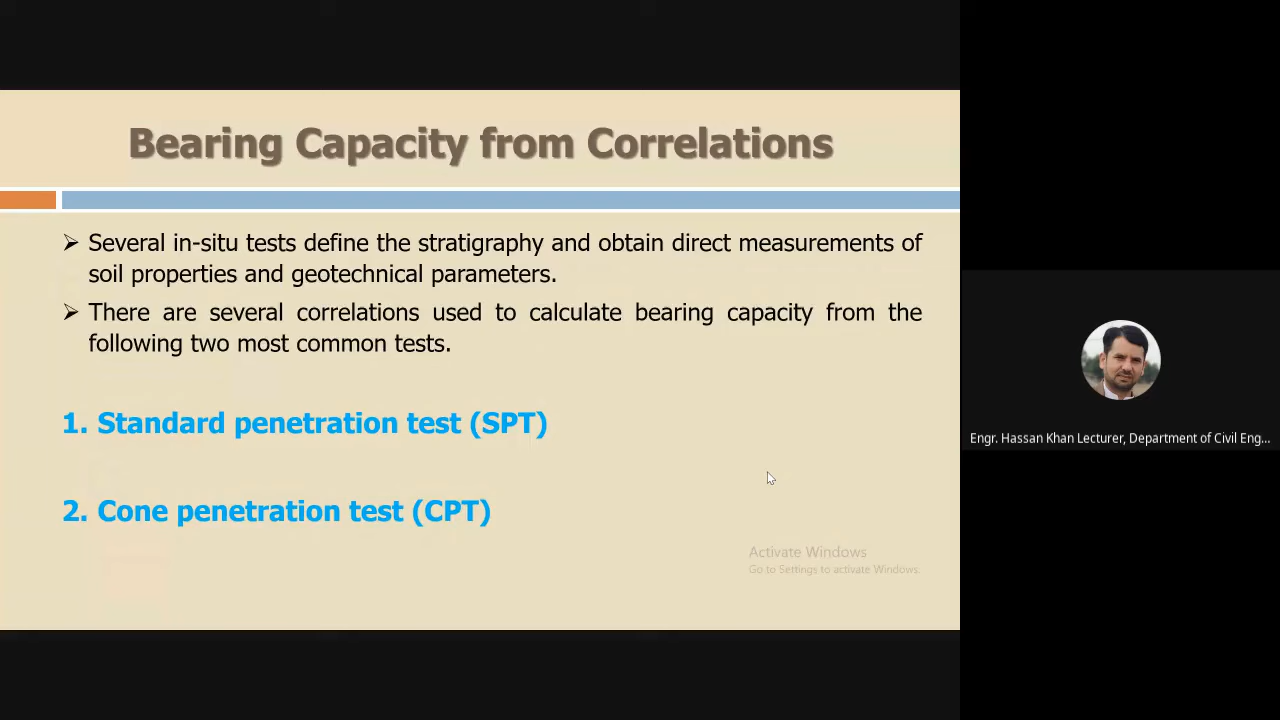 Bearing Capacity from Correlations
Several in-situ tests define the stratigraphy and obtain direct measurements of
soil properties and geotechnical parameters.
There are several correlations used to calculate bearing capacity from the
following two most common tests.
1. Standard penetration test (SPT)
2. Cone penetration test (CPT)
Activate Windows
Go to Settings to activate Windows.
Engr. Hassan Khan Lecturer, Department of Civil Eng...